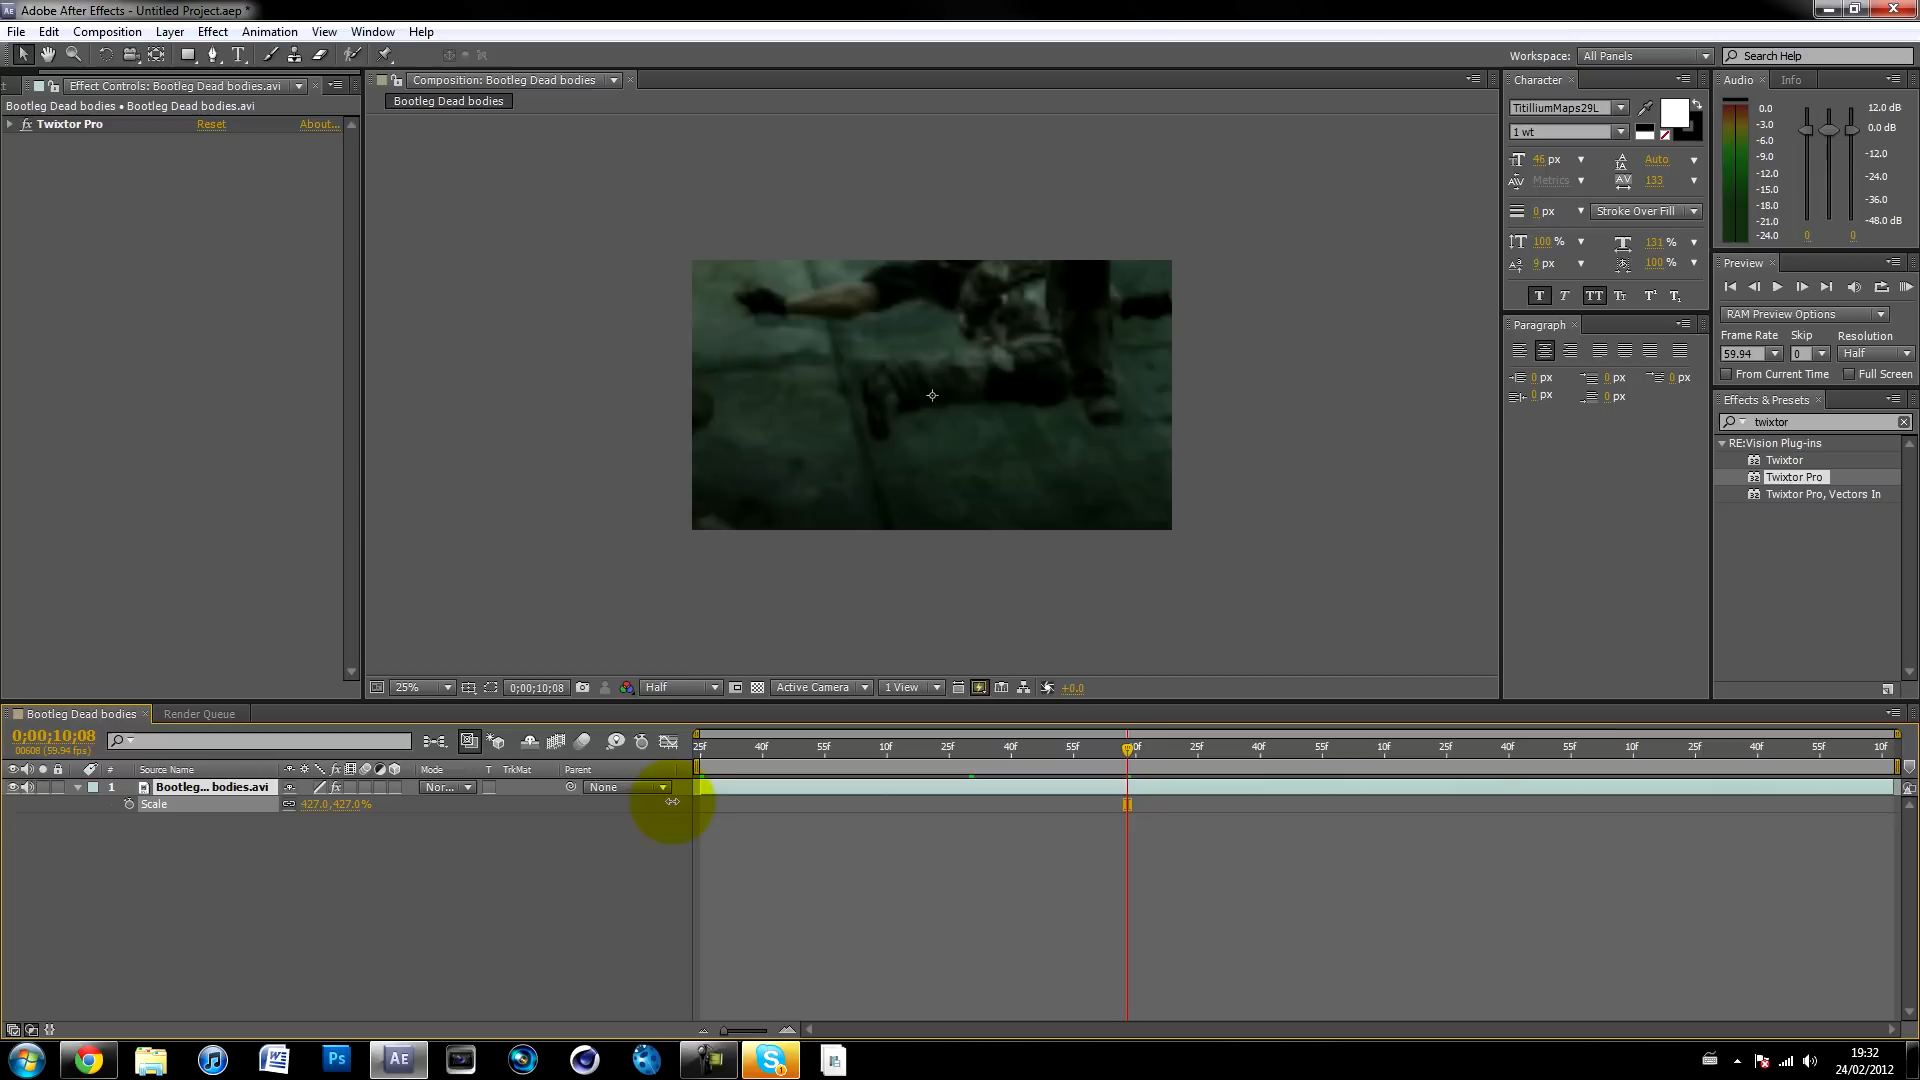 Adobe After Effects - Untitled Project.aep *
File Edit Composition Layer Effect Animation View Window Help
Workspace: All Panels Search Help
Effect Controls: Bootleg Dead bodies.avi
Bootleg Dead bodies • Bootleg Dead bodies.avi
fx Twixtor Pro Reset About...
Composition: Bootleg Dead bodies
Bootleg Dead bodies
25% 0;00;10;08 Half Active Camera 1 View +0.0
Character
TitilliumMaps29L
1 wt
46 px Auto
Metrics 133
0 px Stroke Over Fill
100 % 131 %
9 px 100 %
Paragraph
0 px 0 px 0 px
0 px 0 px
Audio Info
0.0 12.0 dB
-3.0 0.0 dB
-6.0
-9.0 -12.0
-12.0 -24.0
-15.0
-18.0 -36.0
-21.0 -48.0 dB
-24.0 0 0
Preview
RAM Preview Options
Frame Rate Skip Resolution
59.94 0 Half
From Current Time Full Screen
Effects & Presets
twixtor
RE:Vision Plug-ins
32 Twixtor
32 Twixtor Pro
32 Twixtor Pro, Vectors In
Bootleg Dead bodies Render Queue
0;00;10;08
00608 (59.94 fps)
25f 40f 55f 10f 25f 40f 55f 0f 25f 40f 55f 10f 25f 40f 55f 10f 25f 40f 55f 10f
# Source Name Mode T TrkMat Parent
1 Bootleg... bodies.avi Nor... None
Scale 427.0,427.0%
19:32
24/02/2012